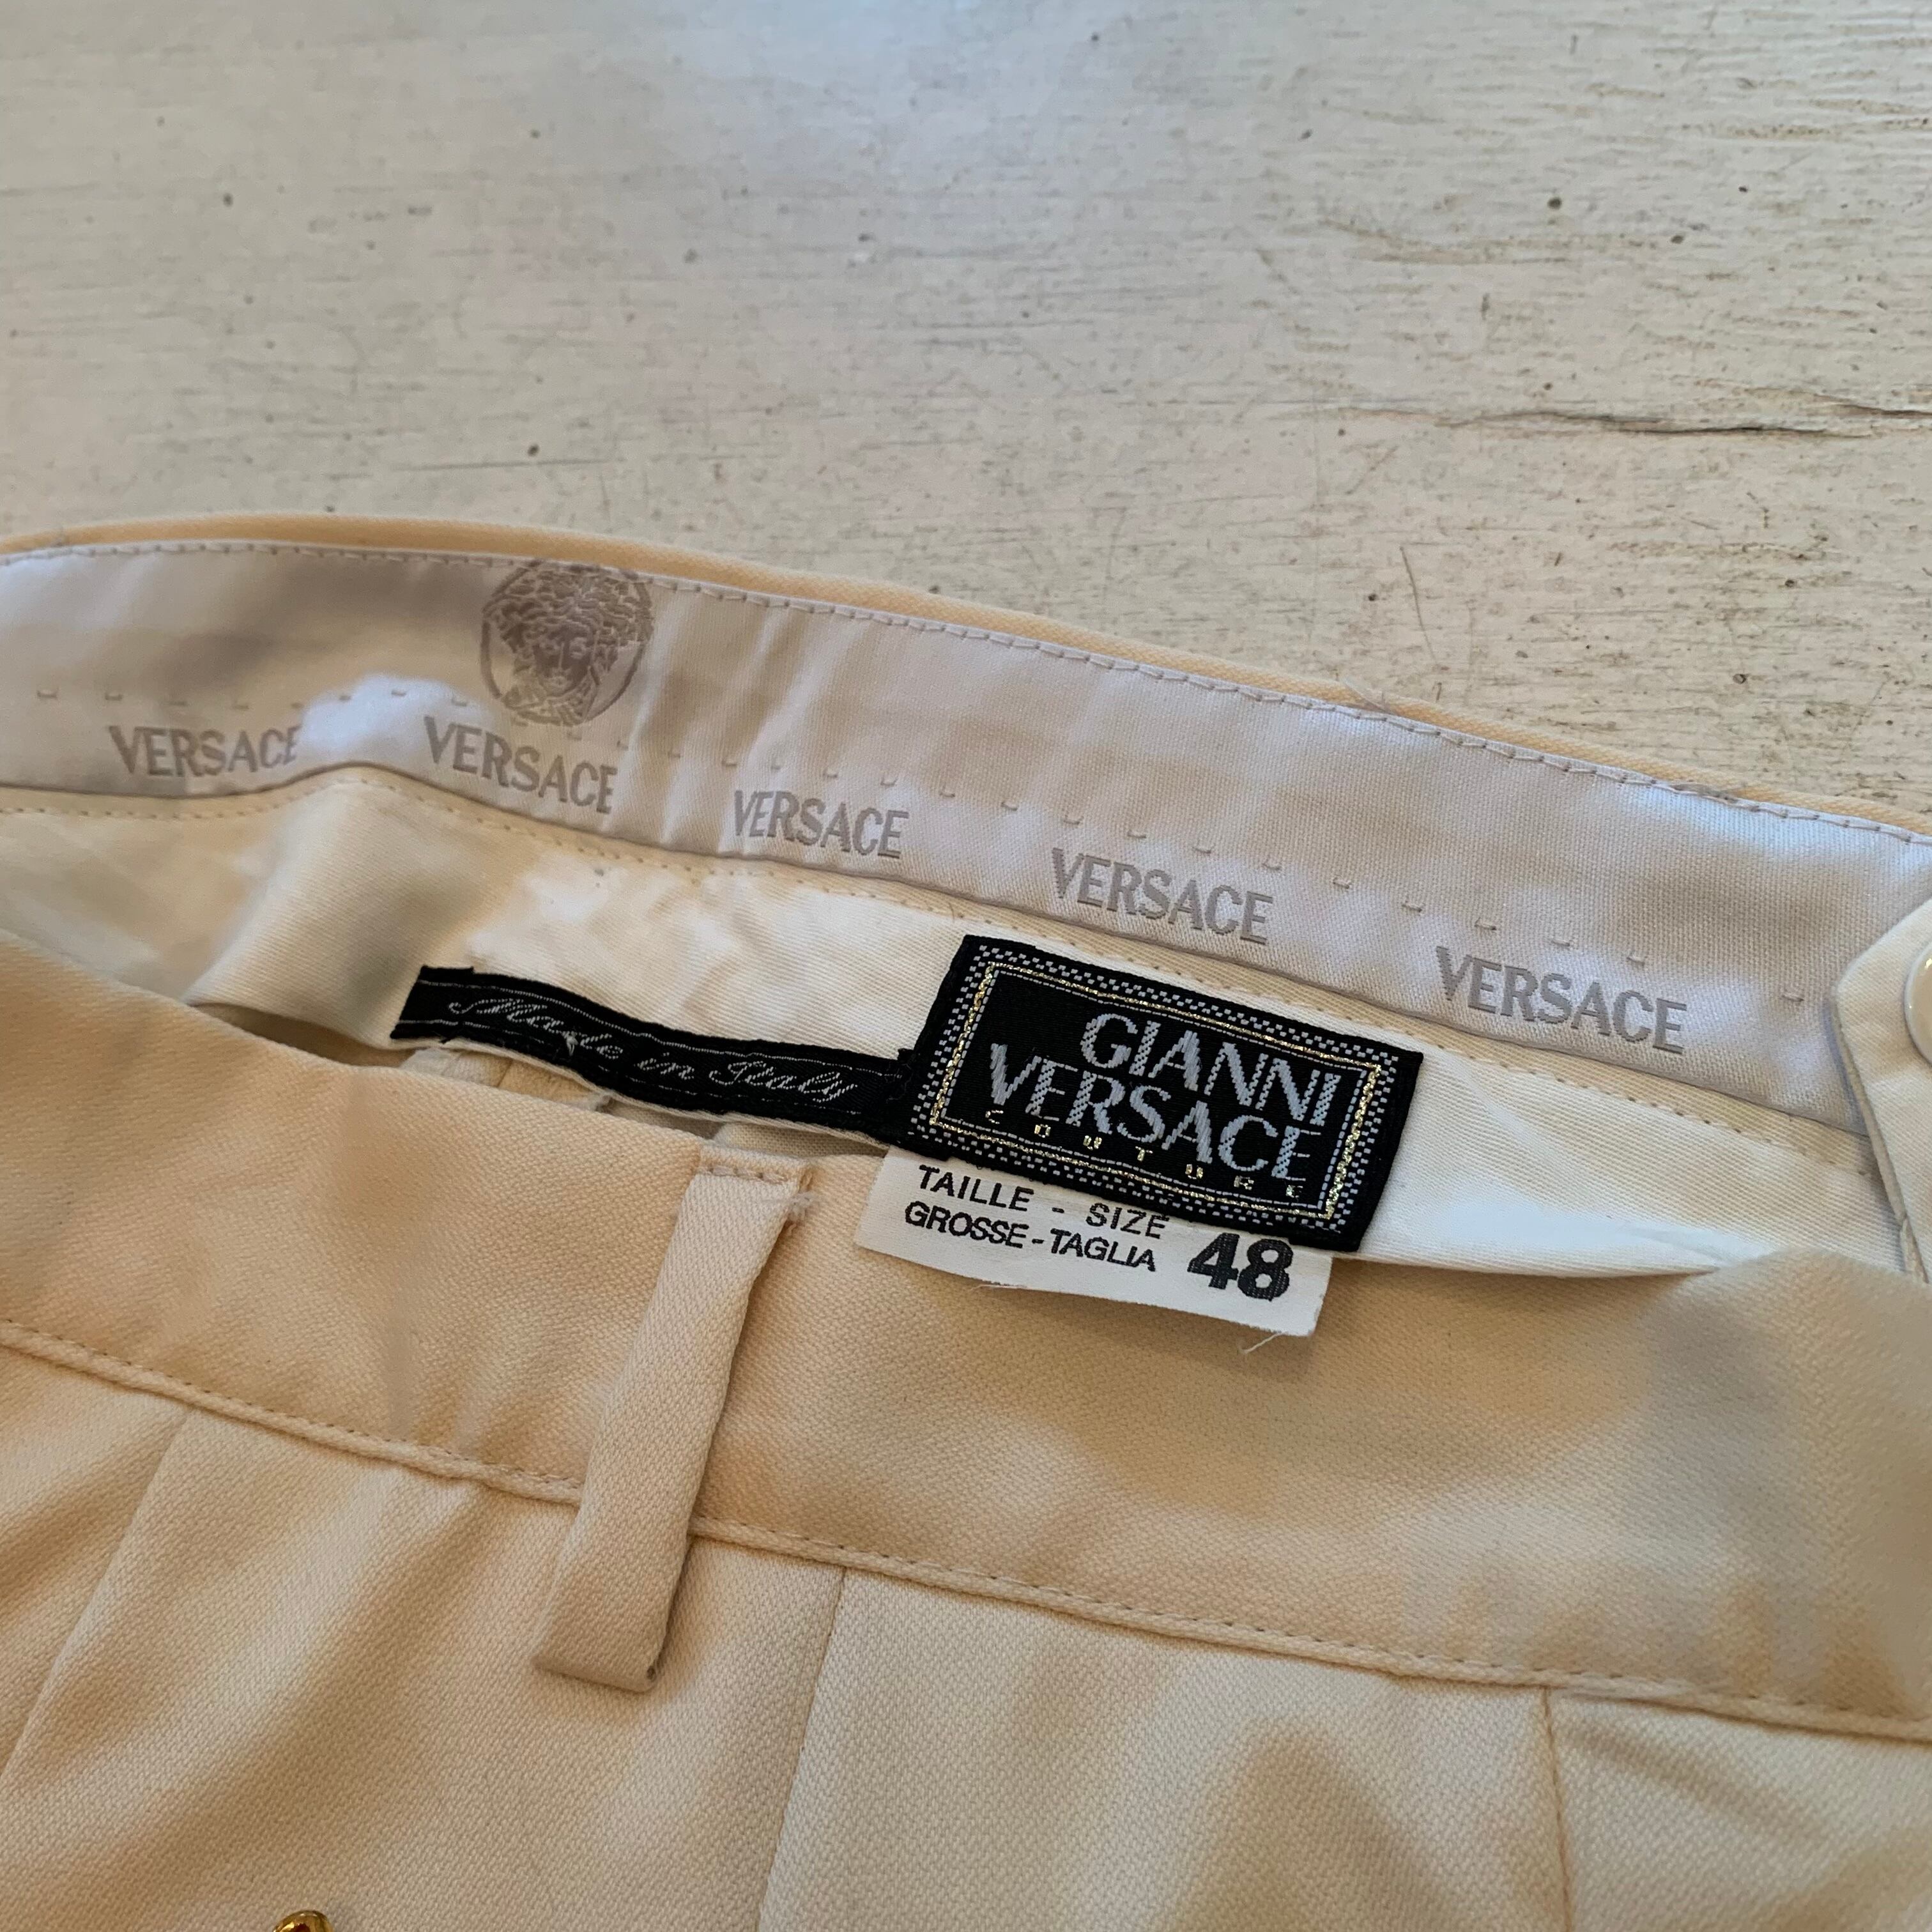 VERSACE VERSACE VERSACE VERSACE VERSACE
Made in Italy
GIANNI
VERSACE
COUTURE
TAILLE - SIZE
GROSSE - TAGLIA 48